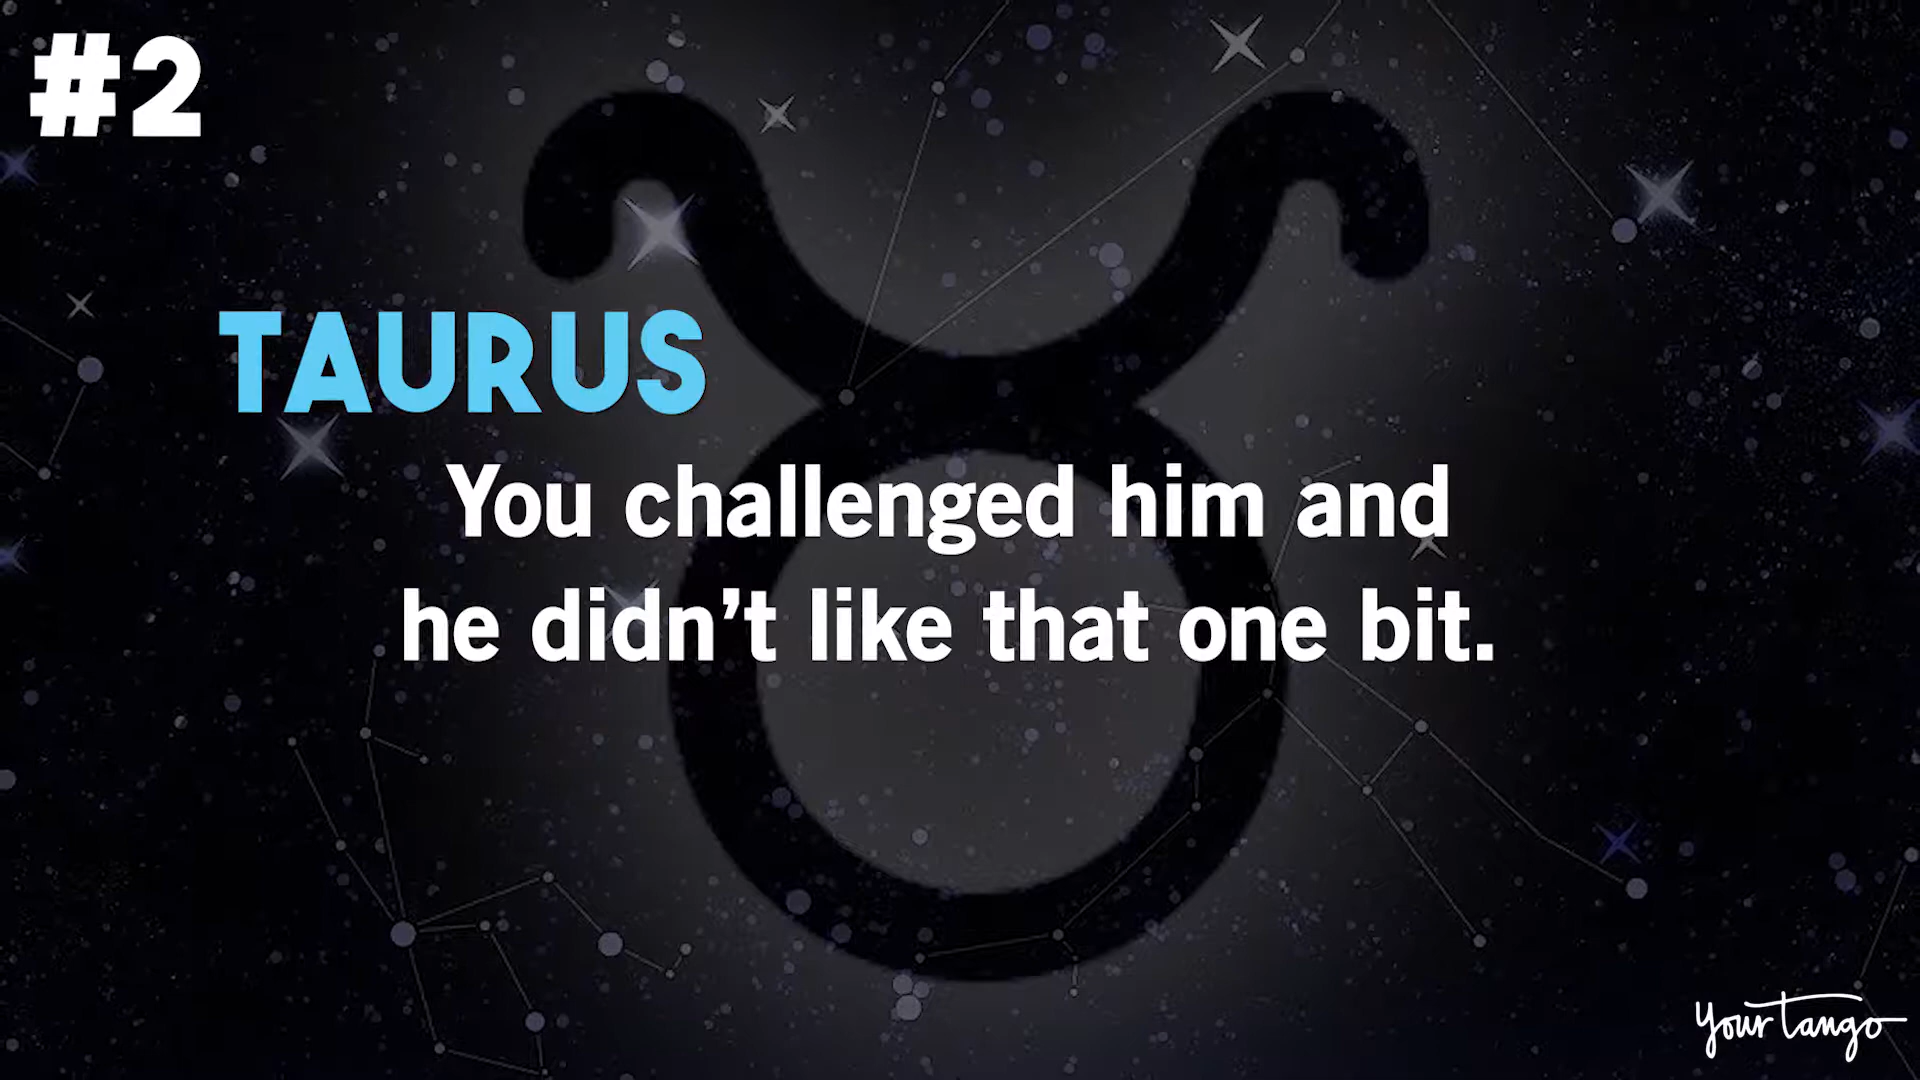 #2
TAURUS
You challenged him and
he didn't like that one bit.
yourtango